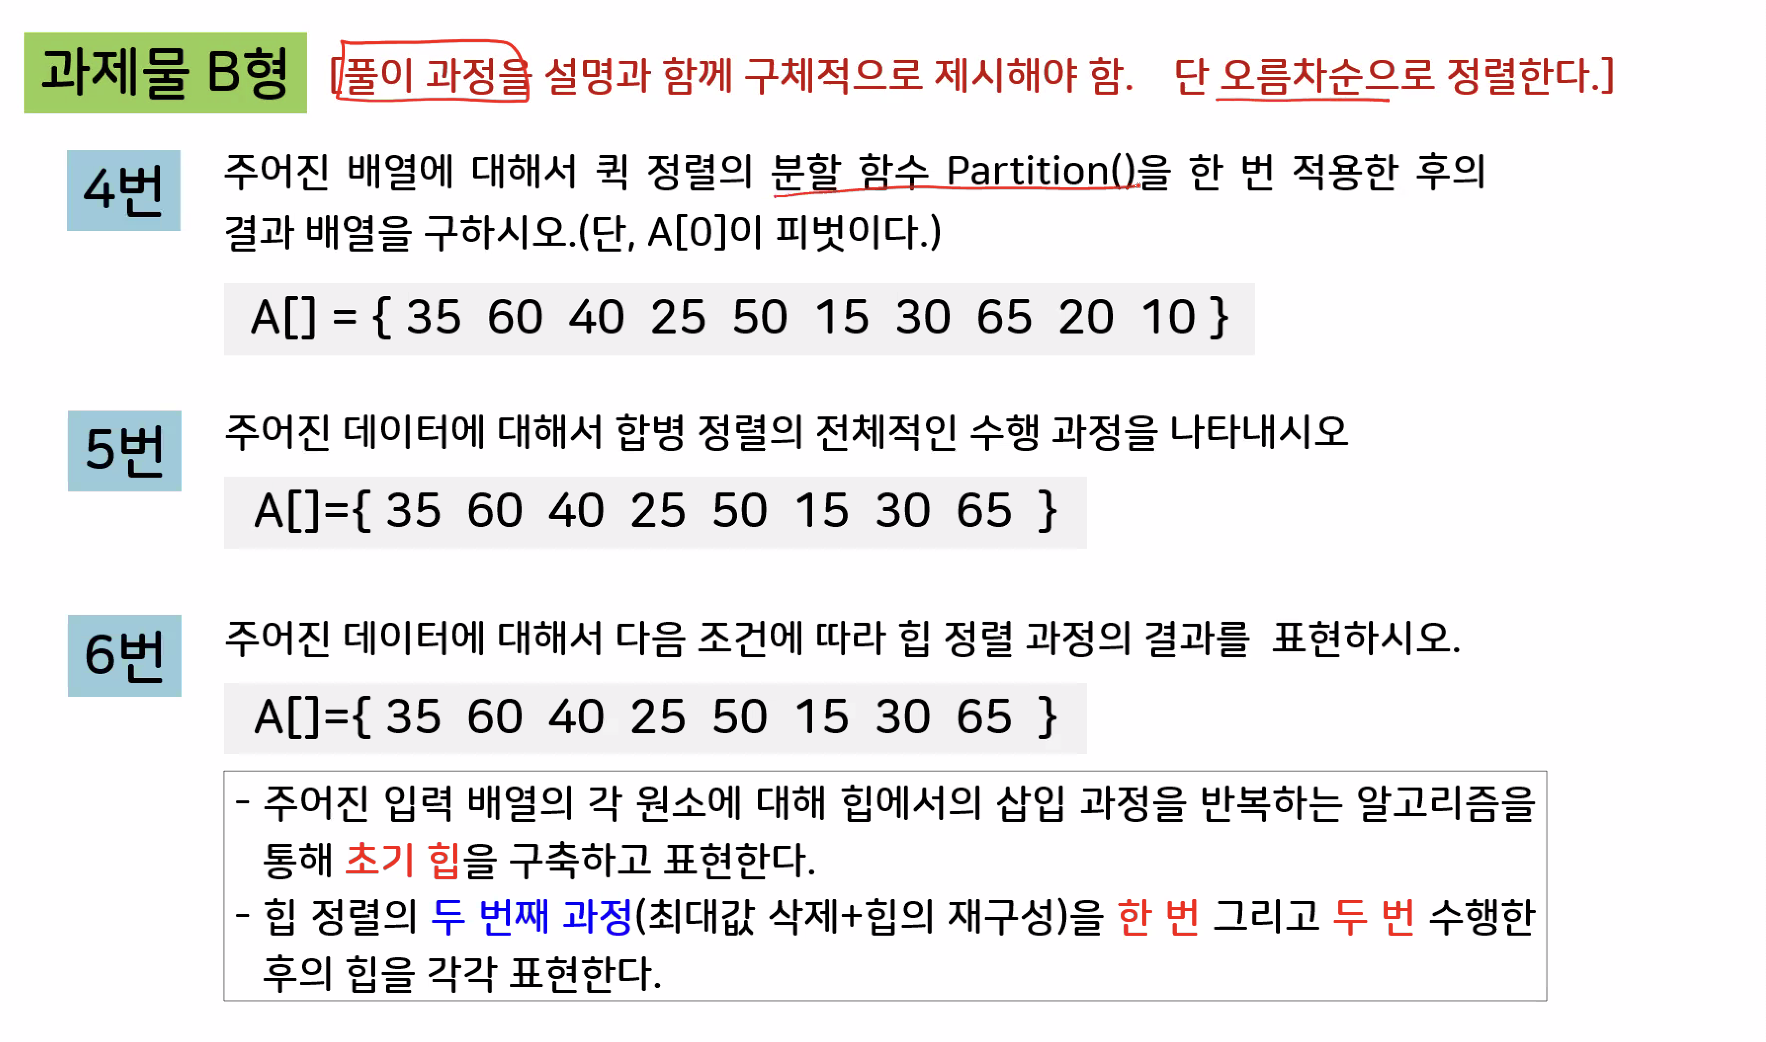 과제물 B형 [풀이 과정을 설명과 함께 구체적으로 제시해야 함. 단 오름차순으로 정렬한다.]
4번 주어진 배열에 대해서 퀵 정렬의 분할 함수 Partition()을 한 번 적용한 후의
결과 배열을 구하시오.(단, A[0]이 피벗이다.)
A[] = { 35 60 40 25 50 15 30 65 20 10 }
5번 주어진 데이터에 대해서 합병 정렬의 전체적인 수행 과정을 나타내시오
A[]={ 35 60 40 25 50 15 30 65 }
6번 주어진 데이터에 대해서 다음 조건에 따라 힙 정렬 과정의 결과를 표현하시오.
A[]={ 35 60 40 25 50 15 30 65 }
- 주어진 입력 배열의 각 원소에 대해 힙에서의 삽입 과정을 반복하는 알고리즘을
통해 초기 힙을 구축하고 표현한다.
- 힙 정렬의 두 번째 과정(최대값 삭제+힙의 재구성)을 한 번 그리고 두 번 수행한
후의 힙을 각각 표현한다.